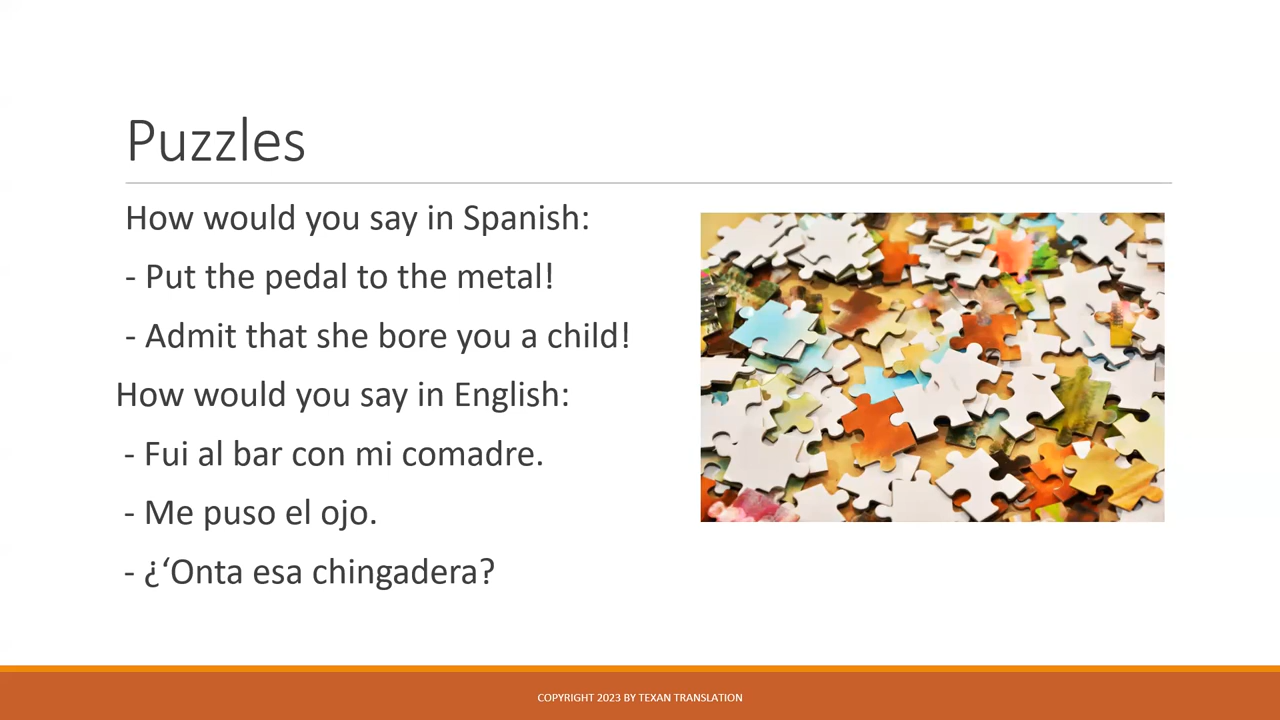 Puzzles
How would you say in Spanish:
- Put the pedal to the metal!
- Admit that she bore you a child!
How would you say in English:
- Fui al bar con mi comadre.
- Me puso el ojo.
- ¿‘Onta esa chingadera?
COPYRIGHT 2023 BY TEXAN TRANSLATION